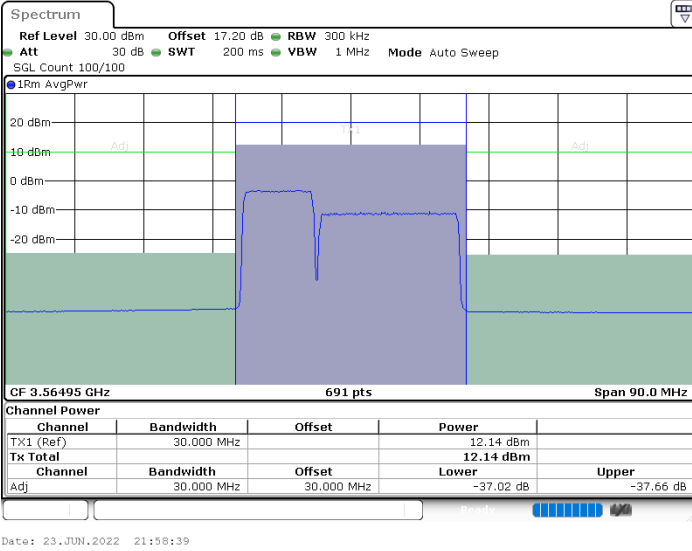 Spectrum
Ref Level 30.00 dBm Offset 17.20 dB RBW 300 kHz
Att 30 dB SWT 200 ms VBW 1 MHz Mode Auto Sweep
SGL Count 100/100
1Rm AvgPwr
20 dBm
TX1
Adj Adj
10 dBm
0 dBm
-10 dBm
-20 dBm
CF 3.56495 GHz 691 pts Span 90.0 MHz
Channel Power
Channel Bandwidth Offset Power
TX1 (Ref) 30.000 MHz 12.14 dBm
Tx Total 12.14 dBm
Channel Bandwidth Offset Lower Upper
Adj 30.000 MHz 30.000 MHz -37.02 dB -37.66 dB
Ready
Date: 23.JUN.2022 21:58:39